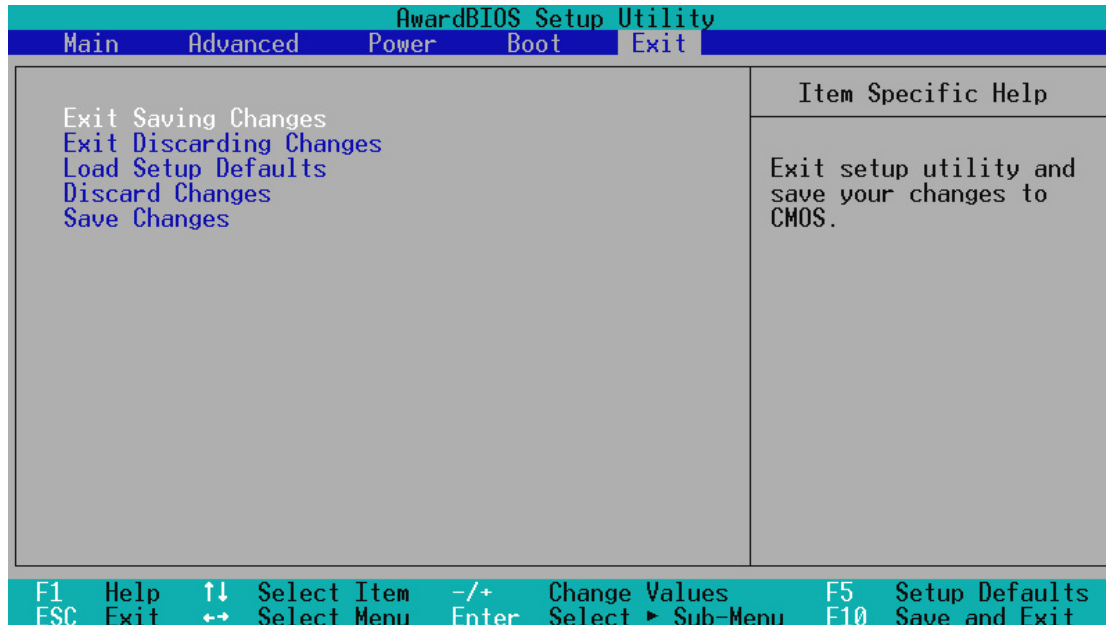 AwardBIOS Setup Utility
Main Advanced Power Boot Exit
Item Specific Help
Exit Saving Changes
Exit Discarding Changes
Load Setup Defaults
Discard Changes
Save Changes
Exit setup utility and
save your changes to
CMOS.
F1 Help ↑↓ Select Item -/+ Change Values F5 Setup Defaults
ESC Exit ←→ Select Menu Enter Select ► Sub-Menu F10 Save and Exit